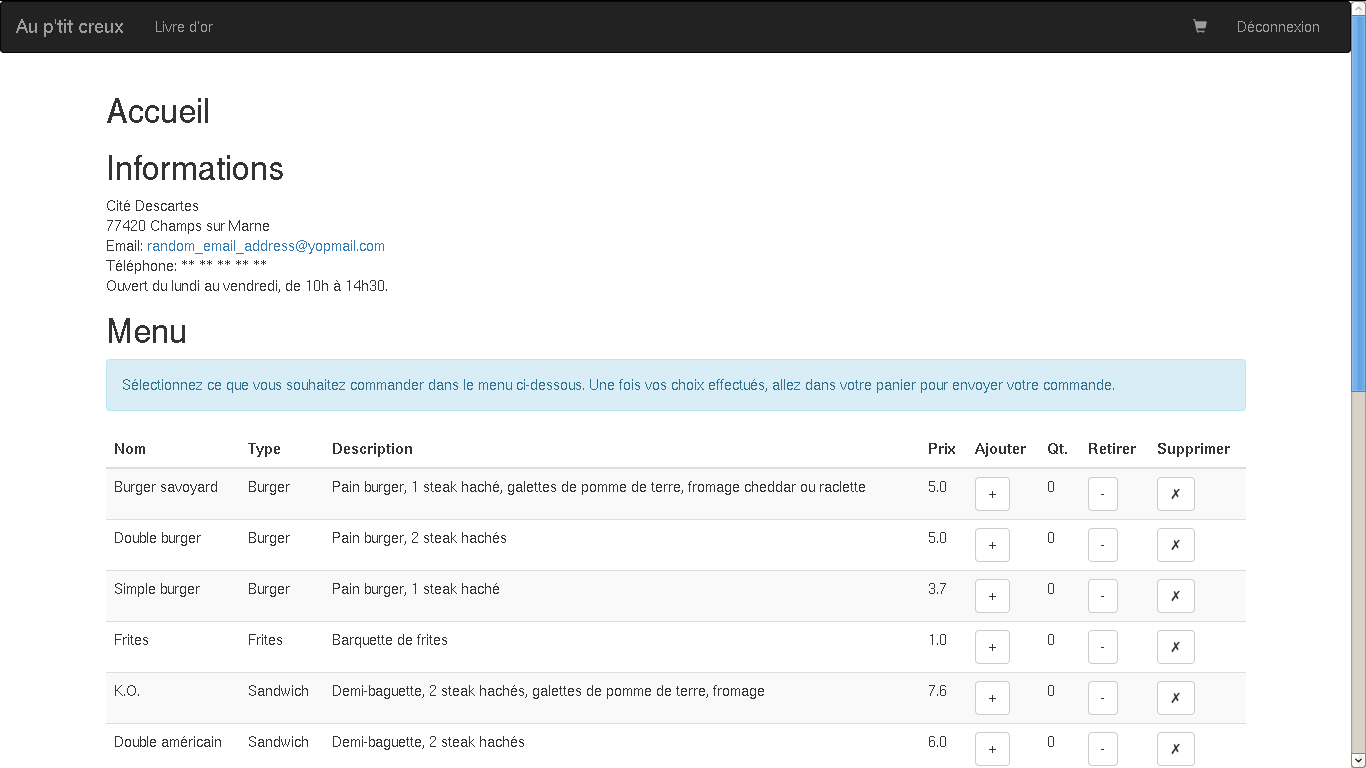 Au p'tit creux Livre d'or Déconnexion
Accueil
Informations
Cité Descartes
77420 Champs sur Marne
Email: random_email_address@yopmail.com
Téléphone: ** ** ** ** **
Ouvert du lundi au vendredi, de 10h à 14h30.
Menu
Sélectionnez ce que vous souhaitez commander dans le menu ci-dessous. Une fois vos choix effectués, allez dans votre panier pour envoyer votre commande.
Nom Type Description Prix Ajouter Qt. Retirer Supprimer
Burger savoyard Burger Pain burger, 1 steak haché, galettes de pomme de terre, fromage cheddar ou raclette 5.0 + 0 - ✗
Double burger Burger Pain burger, 2 steak hachés 5.0 + 0 - ✗
Simple burger Burger Pain burger, 1 steak haché 3.7 + 0 - ✗
Frites Frites Barquette de frites 1.0 + 0 - ✗
K.O. Sandwich Demi-baguette, 2 steak hachés, galettes de pomme de terre, fromage 7.6 + 0 - ✗
Double américain Sandwich Demi-baguette, 2 steak hachés 6.0 + 0 - ✗